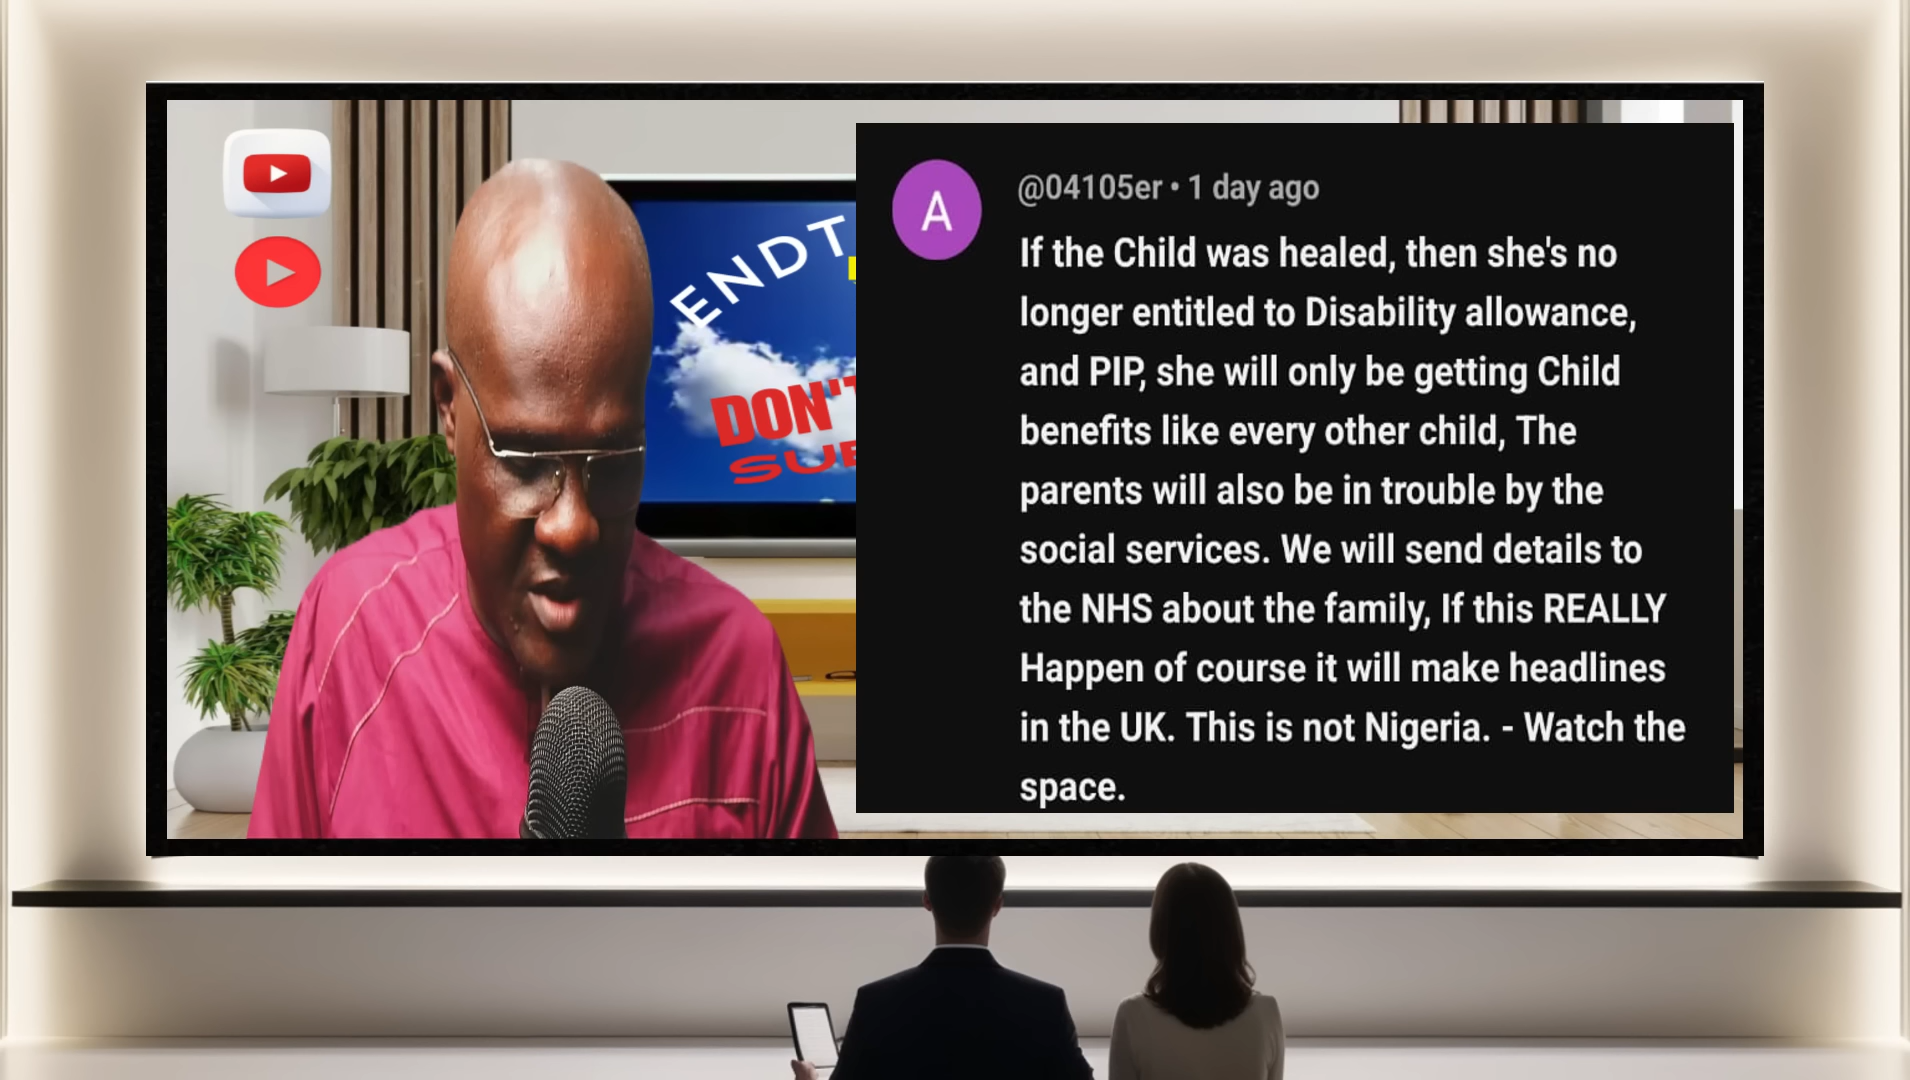 ENDT
DON'T
@04105er • 1 day ago
A
If the Child was healed, then she's no
longer entitled to Disability allowance,
and PIP, she will only be getting Child
benefits like every other child, The
parents will also be in trouble by the
social services. We will send details to
the NHS about the family, If this REALLY
Happen of course it will make headlines
in the UK. This is not Nigeria. - Watch the
space.